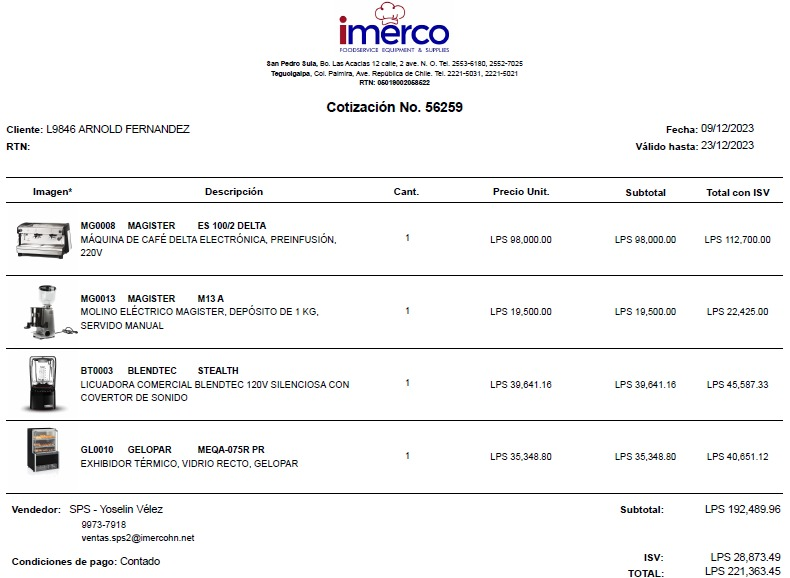 imerco
FOODSERVICE EQUIPMENT & SUPPLIES
San Pedro Sula, Bo. Las Acacias 12 calle, 2 ave. N. O. Tel. 2553-6180, 2552-7025
Tegucigalpa, Col. Palmira, Ave. República de Chile. Tel. 2221-5031, 2221-5021
RTN: 05019002058522
Cotización No. 56259
Cliente: L9846 ARNOLD FERNANDEZ Fecha: 09/12/2023
RTN: Válido hasta: 23/12/2023
Imagen* Descripción Cant. Precio Unit. Subtotal Total con ISV
MG0008 MAGISTER ES 100/2 DELTA
MÁQUINA DE CAFÉ DELTA ELECTRÓNICA, PREINFUSIÓN, 1 LPS 98,000.00 LPS 98,000.00 LPS 112,700.00
220V
MG0013 MAGISTER M13 A
MOLINO ELÉCTRICO MAGISTER, DEPÓSITO DE 1 KG, 1 LPS 19,500.00 LPS 19,500.00 LPS 22,425.00
SERVIDO MANUAL
BT0003 BLENDTEC STEALTH
LICUADORA COMERCIAL BLENDTEC 120V SILENCIOSA CON 1 LPS 39,641.16 LPS 39,641.16 LPS 45,587.33
COVERTOR DE SONIDO
GL0010 GELOPAR MEQA-075R PR
EXHIBIDOR TÉRMICO, VIDRIO RECTO, GELOPAR 1 LPS 35,348.80 LPS 35,348.80 LPS 40,651.12
Vendedor: SPS - Yoselin Vélez Subtotal: LPS 192,489.96
9973-7918
ventas.sps2@imercohn.net
Condiciones de pago: Contado ISV: LPS 28,873.49
TOTAL: LPS 221,363.45